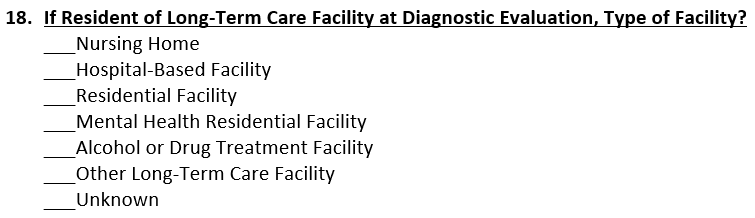 18. If Resident of Long-Term Care Facility at Diagnostic Evaluation, Type of Facility?
___Nursing Home
___Hospital-Based Facility
___Residential Facility
___Mental Health Residential Facility
___Alcohol or Drug Treatment Facility
___Other Long-Term Care Facility
___Unknown